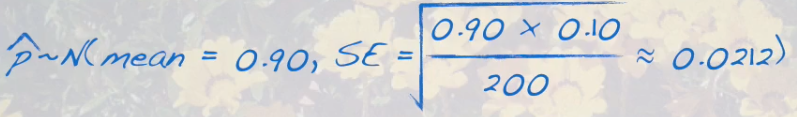 p̂~N(mean = 0.90, SE = √(0.90 × 0.10 / 200) ≈ 0.0212)